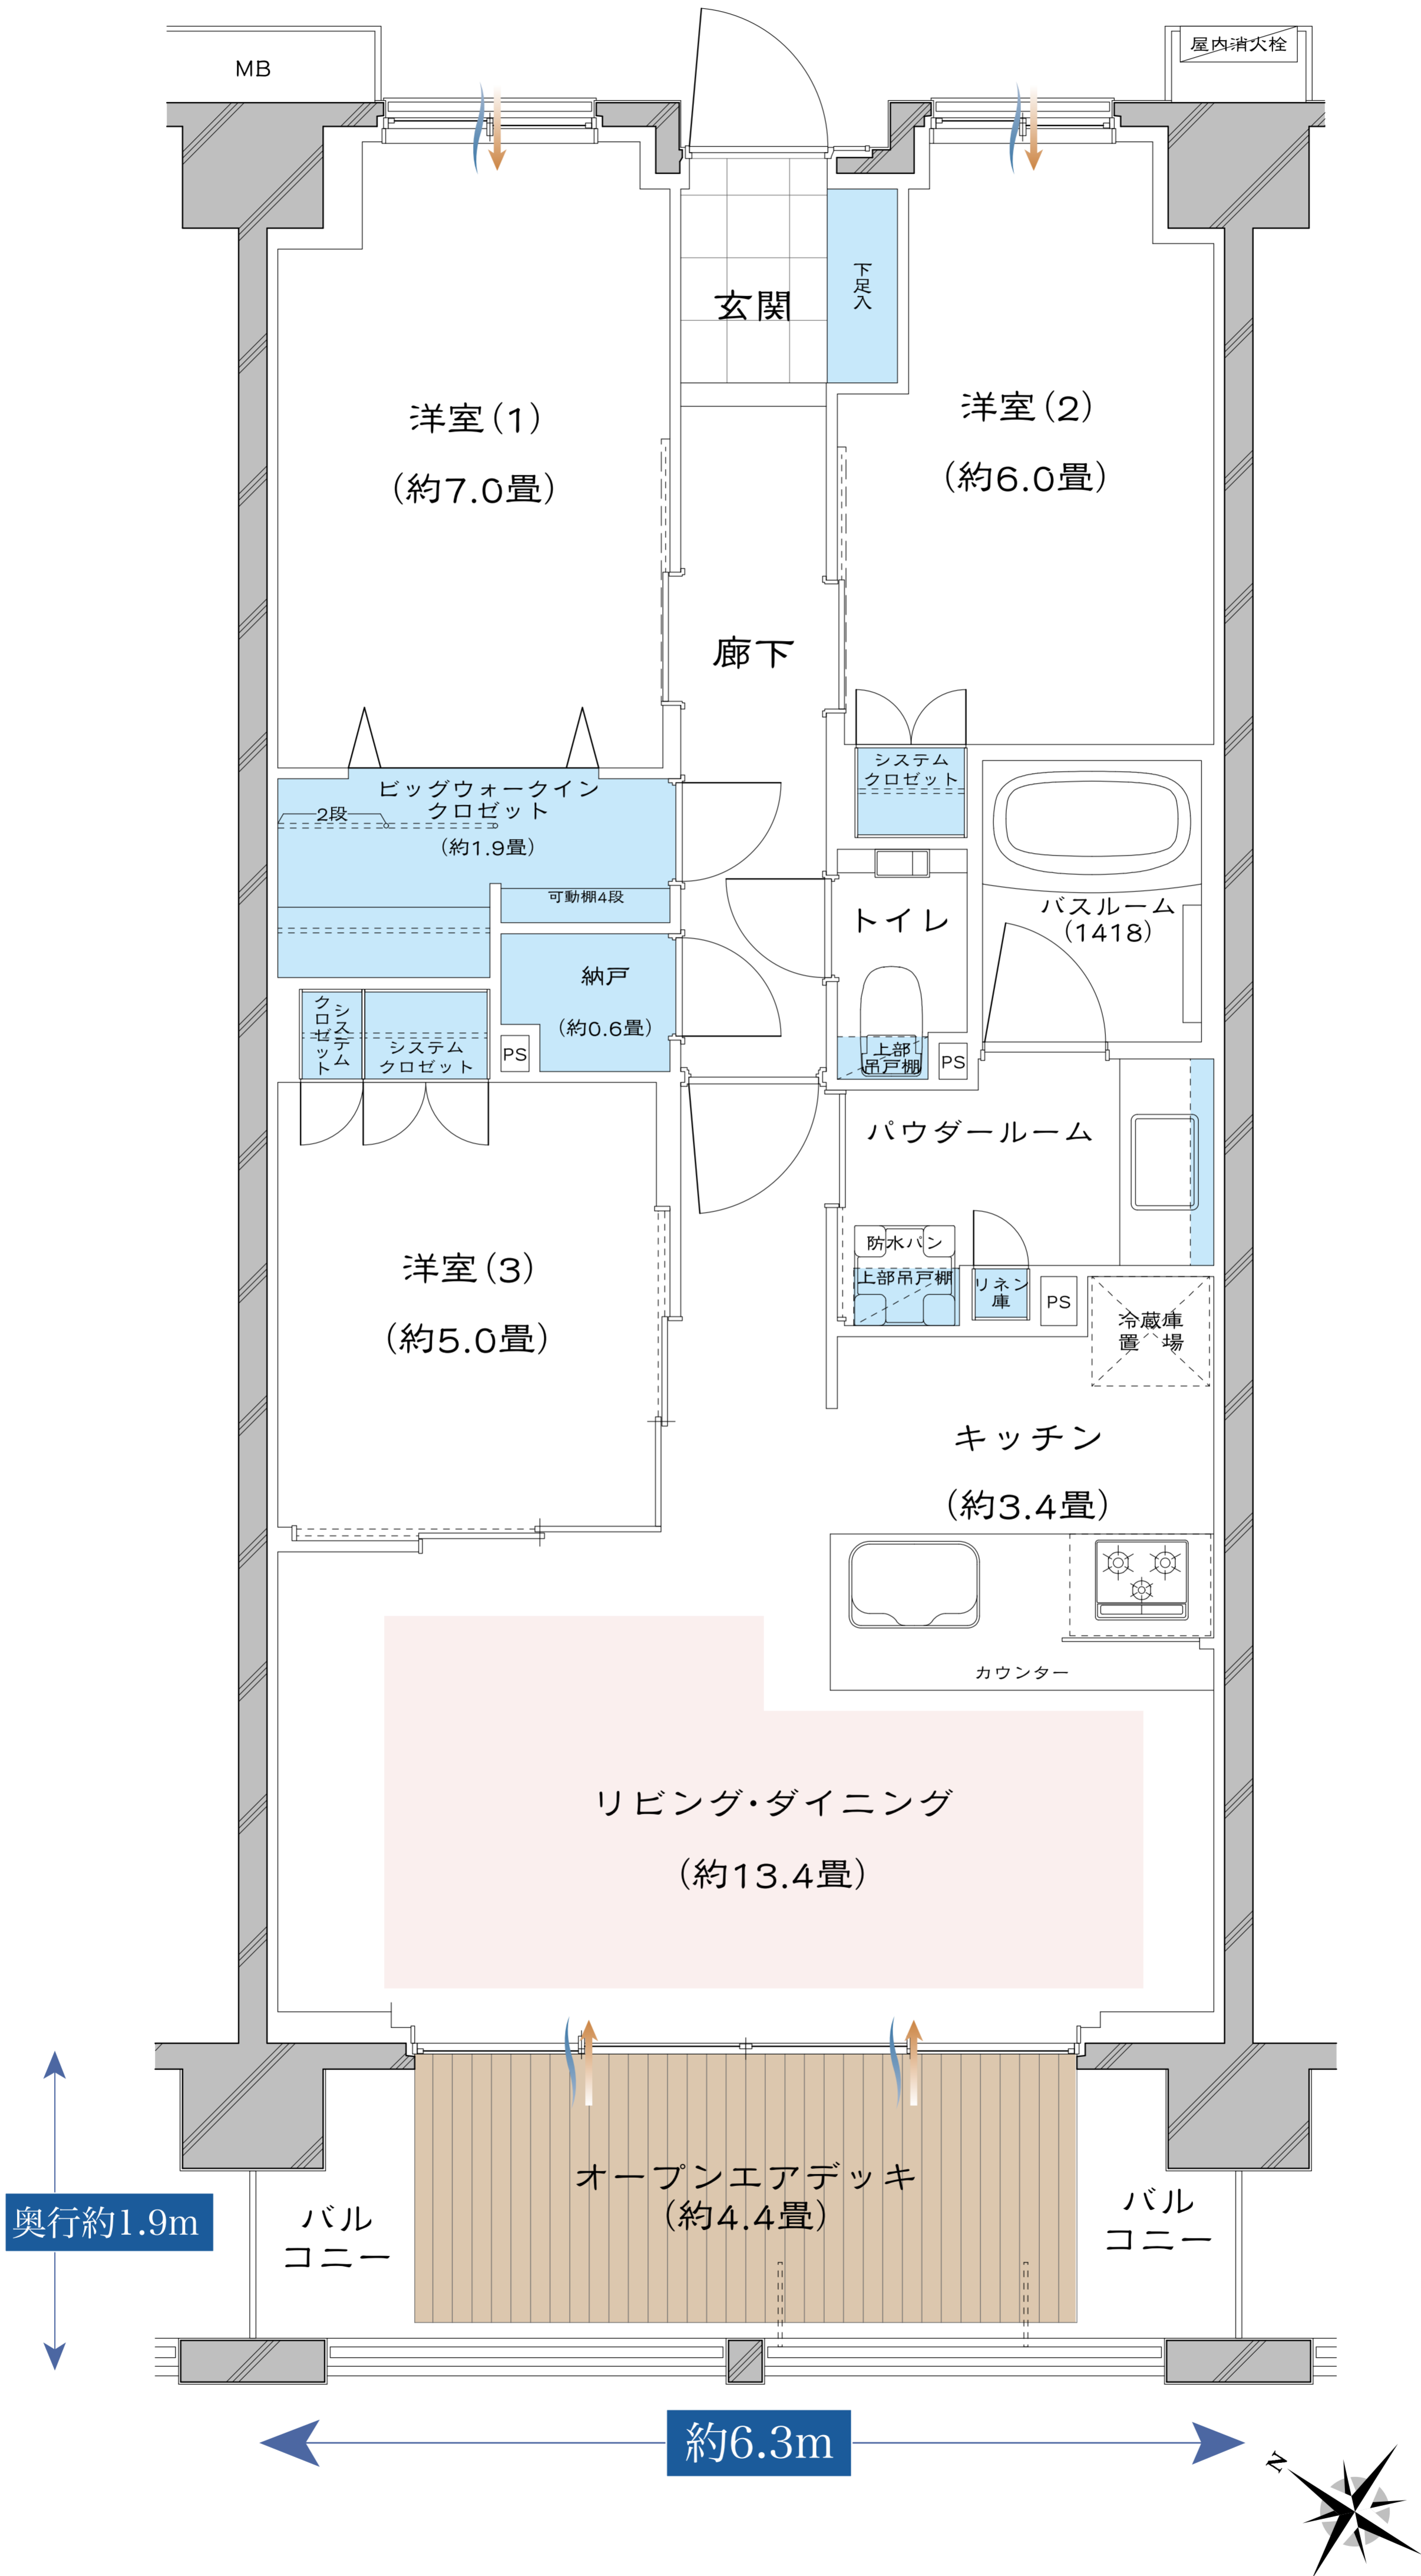 MB
屋内消火栓
玄関
下足入
洋室(1)
(約7.0畳)
洋室(2)
(約6.0畳)
廊下
システム
クロゼット
ビッグウォークイン
クロゼット
2段
(約1.9畳)
可動棚4段
トイレ
バスルーム
(1418)
納戸
(約0.6畳)
システム
クロゼット
システム
クロゼット
PS
上部
吊戸棚
PS
パウダールーム
防水パン
上部吊戸棚
リネン
庫
PS
冷蔵庫
置場
洋室(3)
(約5.0畳)
キッチン
(約3.4畳)
カウンター
リビング・ダイニング
(約13.4畳)
オープンエアデッキ
(約4.4畳)
バル
コニー
バル
コニー
奥行約1.9m
約6.3m
N